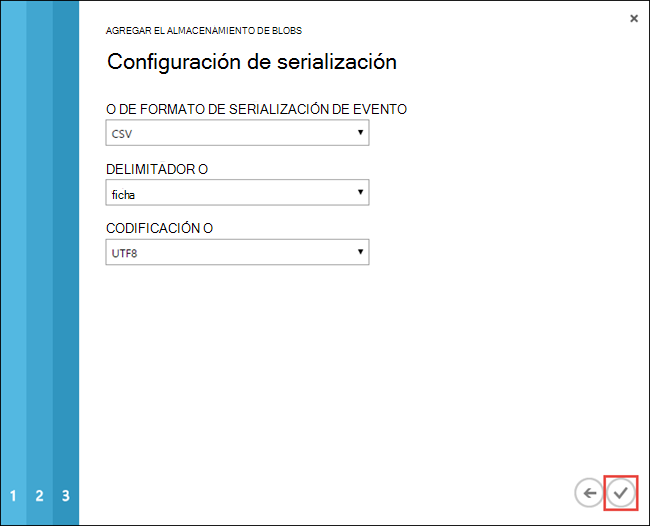 AGREGAR EL ALMACENAMIENTO DE BLOBS
Configuración de serialización
O DE FORMATO DE SERIALIZACIÓN DE EVENTO
CSV
DELIMITADOR O
ficha
CODIFICACIÓN O
UTF8
1 2 3